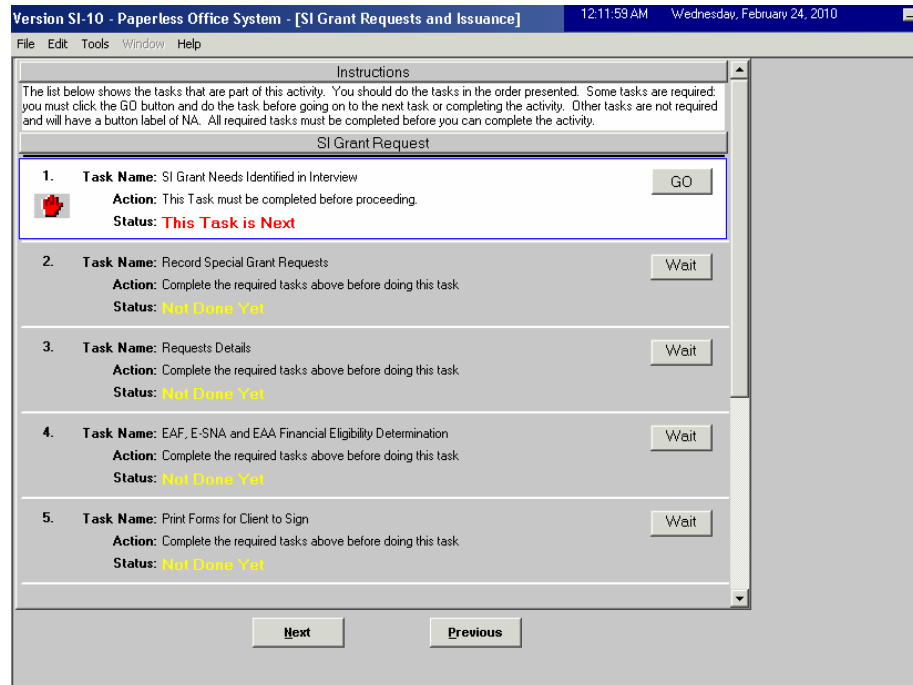 Version SI-10 - Paperless Office System - [SI Grant Requests and Issuance] 12:11:59 AM Wednesday, February 24, 2010
File Edit Tools Window Help
Instructions
The list below shows the tasks that are part of this activity. You should do the tasks in the order presented. Some tasks are required:
you must click the GO button and do the task before going on to the next task or completing the activity. Other tasks are not required
and will have a button label of NA. All required tasks must be completed before you can complete the activity.
SI Grant Request
1. Task Name: SI Grant Needs Identified in Interview GO
Action: This Task must be completed before proceeding.
Status: This Task is Next
2. Task Name: Record Special Grant Requests Wait
Action: Complete the required tasks above before doing this task
Status: Not Done Yet
3. Task Name: Requests Details Wait
Action: Complete the required tasks above before doing this task
Status: Not Done Yet
4. Task Name: EAF, E-SNA and EAA Financial Eligibility Determination Wait
Action: Complete the required tasks above before doing this task
Status: Not Done Yet
5. Task Name: Print Forms for Client to Sign Wait
Action: Complete the required tasks above before doing this task
Status: Not Done Yet
Next Previous